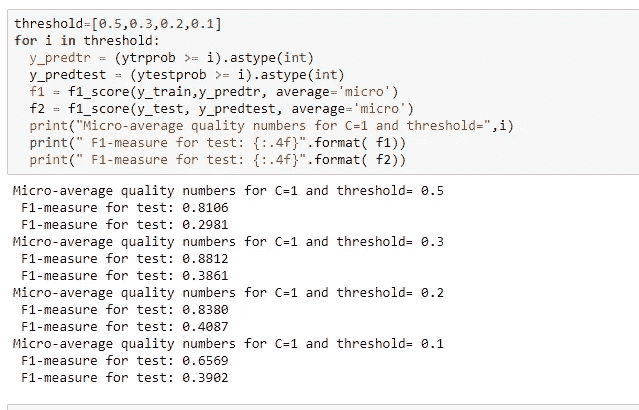 threshold=[0.5,0.3,0.2,0.1]
for i in threshold:
  y_predtr = (ytrprob >= i).astype(int)
  y_predtest = (ytestprob >= i).astype(int)
  f1 = f1_score(y_train,y_predtr, average='micro')
  f2 = f1_score(y_test, y_predtest, average='micro')
  print("Micro-average quality numbers for C=1 and threshold=",i)
  print(" F1-measure for test: {:.4f}".format( f1))
  print(" F1-measure for test: {:.4f}".format( f2))
Micro-average quality numbers for C=1 and threshold= 0.5
 F1-measure for test: 0.8106
 F1-measure for test: 0.2981
Micro-average quality numbers for C=1 and threshold= 0.3
 F1-measure for test: 0.8812
 F1-measure for test: 0.3861
Micro-average quality numbers for C=1 and threshold= 0.2
 F1-measure for test: 0.8380
 F1-measure for test: 0.4087
Micro-average quality numbers for C=1 and threshold= 0.1
 F1-measure for test: 0.6569
 F1-measure for test: 0.3902